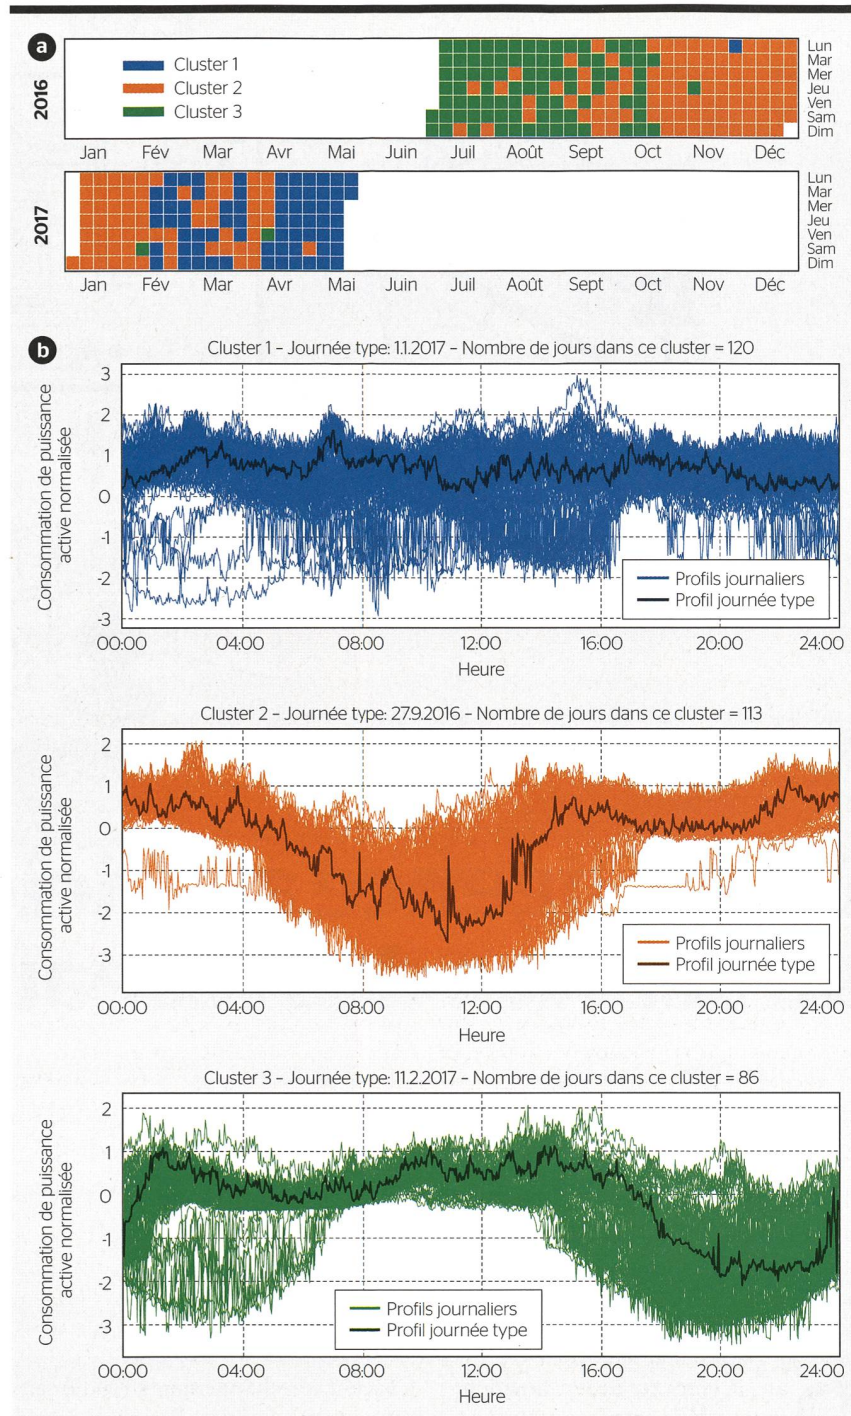 a
2016
Cluster 1
Cluster 2
Cluster 3
Lun
Mar
Mer
Jeu
Ven
Sam
Dim
Jan Fév Mar Avr Mai Juin Juil Août Sept Oct Nov Déc
2017
Lun
Mar
Mer
Jeu
Ven
Sam
Dim
Jan Fév Mar Avr Mai Juin Juil Août Sept Oct Nov Déc
b
Cluster 1 – Journée type: 1.1.2017 – Nombre de jours dans ce cluster = 120
Consommation de puissance
active normalisée
3
2
1
0
-1
-2
-3
Profils journaliers
Profil journée type
00:00 04:00 08:00 12:00 16:00 20:00 24:00
Heure
Cluster 2 – Journée type: 27.9.2016 – Nombre de jours dans ce cluster = 113
Consommation de puissance
active normalisée
2
1
0
-1
-2
-3
Profils journaliers
Profil journée type
00:00 04:00 08:00 12:00 16:00 20:00 24:00
Heure
Cluster 3 – Journée type: 11.2.2017 – Nombre de jours dans ce cluster = 86
Consommation de puissance
active normalisée
2
1
0
-1
-2
-3
Profils journaliers
Profil journée type
00:00 04:00 08:00 12:00 16:00 20:00 24:00
Heure